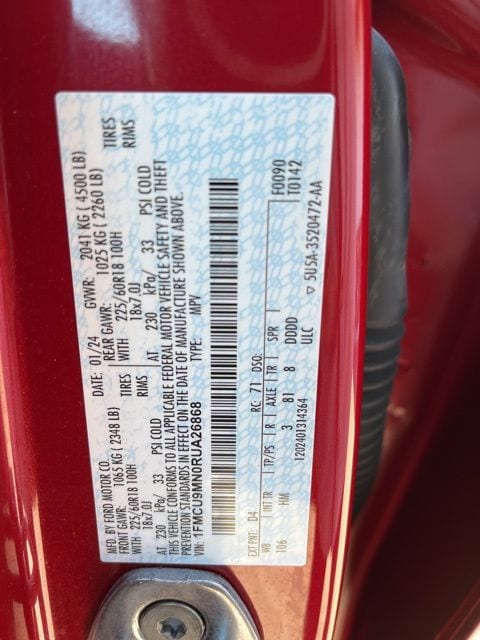 MFD. BY FORD MOTOR CO.
DATE: 01/24 GVWR: 2041 KG ( 4500 LB)
FRONT GAWR: 1065 KG ( 2348 LB) REAR GAWR: 1025 KG ( 2260 LB)
WITH 225/60R18 100H TIRES WITH 225/60R18 100H TIRES
18x7.0J RIMS 18x7.0J RIMS
AT 230 kPa/ 33 PSI COLD AT 230 kPa/ 33 PSI COLD
THIS VEHICLE CONFORMS TO ALL APPLICABLE FEDERAL MOTOR VEHICLE SAFETY AND THEFT
PREVENTION STANDARDS IN EFFECT ON THE DATE OF MANUFACTURE SHOWN ABOVE.
VIN: 1FMCU9MN0RUA26868 TYPE: MPV
F0090
T0142
EXT PNT: D4 RC: 71 DSO:
WB INT TR TP/PS R AXLE TR SPR
106 HM 3 81 8 DDDD
1202401314364 ULC
▽ 5U5A-3520472-AA